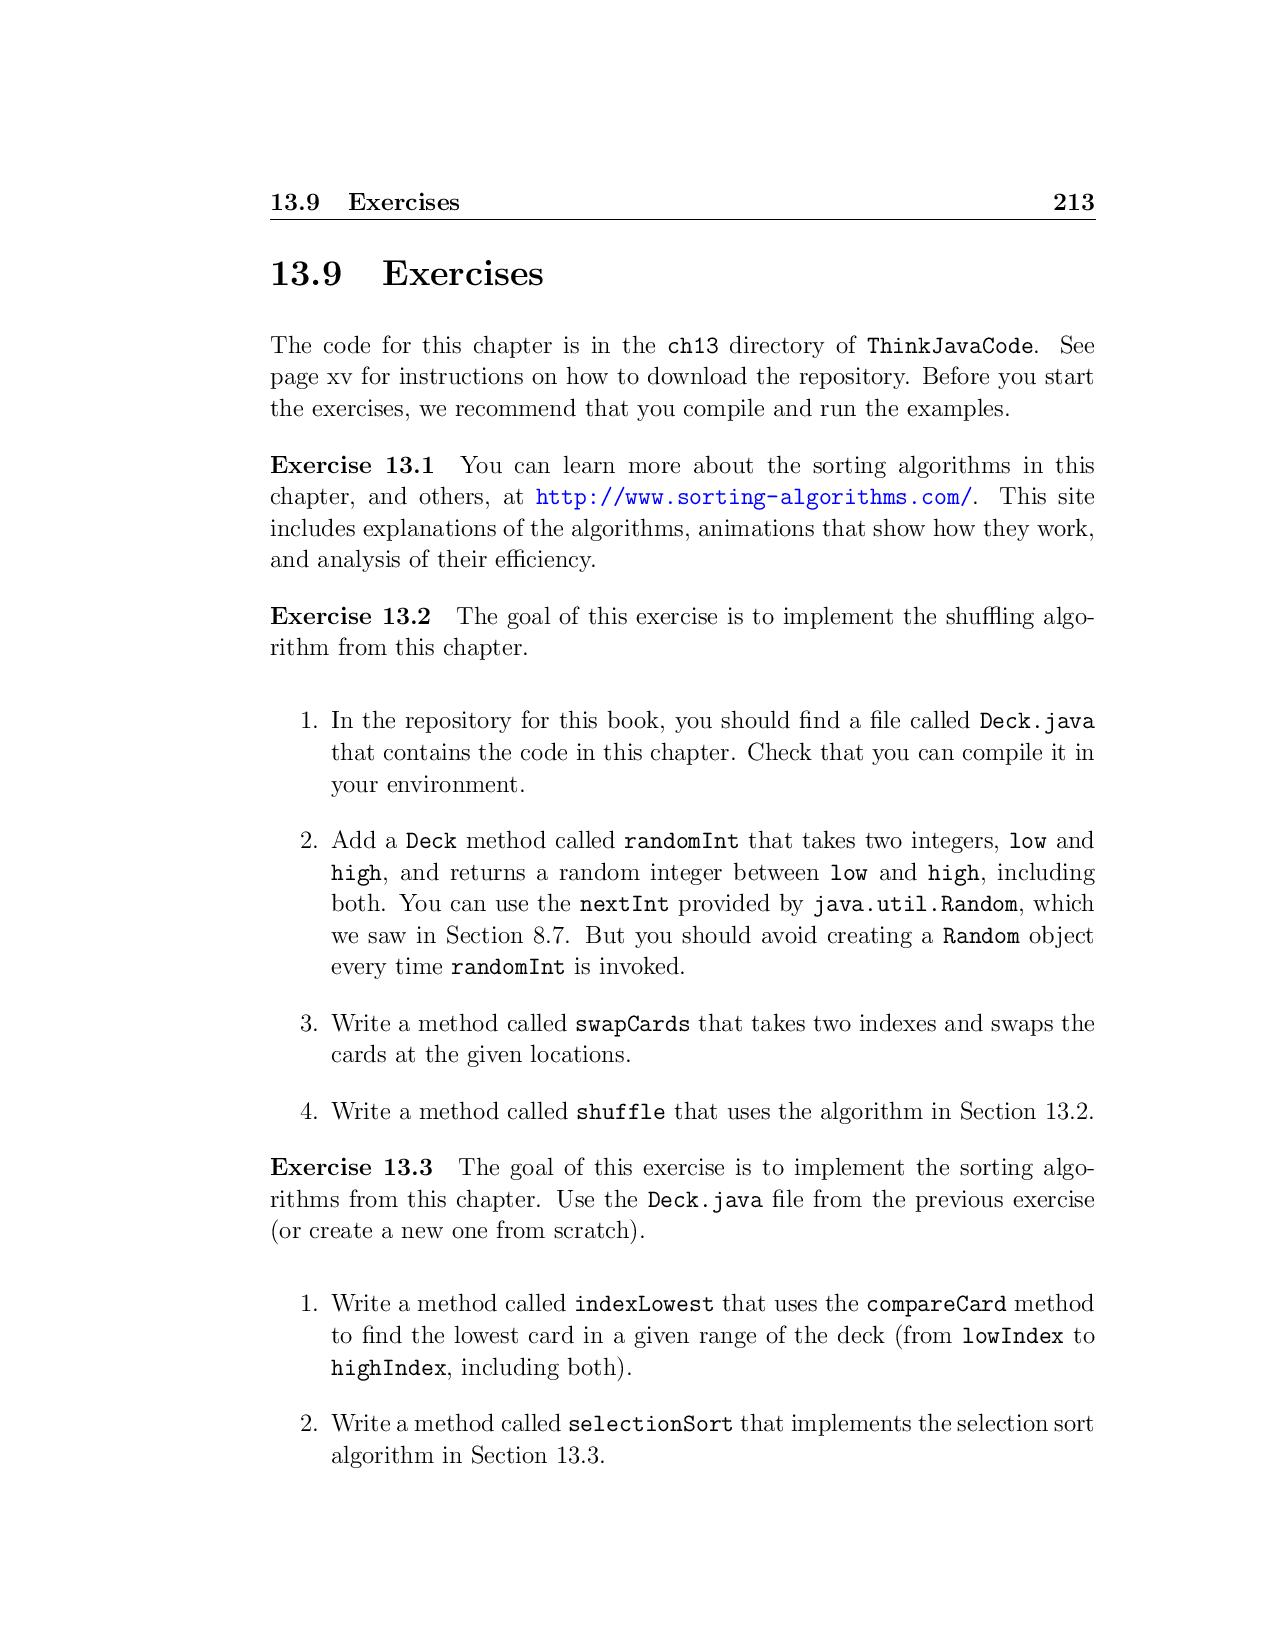 13.9 Exercises 213
13.9 Exercises
The code for this chapter is in the ch13 directory of ThinkJavaCode. See
page xv for instructions on how to download the repository. Before you start
the exercises, we recommend that you compile and run the examples.
Exercise 13.1 You can learn more about the sorting algorithms in this
chapter, and others, at http://www.sorting-algorithms.com/. This site
includes explanations of the algorithms, animations that show how they work,
and analysis of their efficiency.
Exercise 13.2 The goal of this exercise is to implement the shuffling algo-
rithm from this chapter.
1. In the repository for this book, you should find a file called Deck.java
that contains the code in this chapter. Check that you can compile it in
your environment.
2. Add a Deck method called randomInt that takes two integers, low and
high, and returns a random integer between low and high, including
both. You can use the nextInt provided by java.util.Random, which
we saw in Section 8.7. But you should avoid creating a Random object
every time randomInt is invoked.
3. Write a method called swapCards that takes two indexes and swaps the
cards at the given locations.
4. Write a method called shuffle that uses the algorithm in Section 13.2.
Exercise 13.3 The goal of this exercise is to implement the sorting algo-
rithms from this chapter. Use the Deck.java file from the previous exercise
(or create a new one from scratch).
1. Write a method called indexLowest that uses the compareCard method
to find the lowest card in a given range of the deck (from lowIndex to
highIndex, including both).
2. Write a method called selectionSort that implements the selection sort
algorithm in Section 13.3.